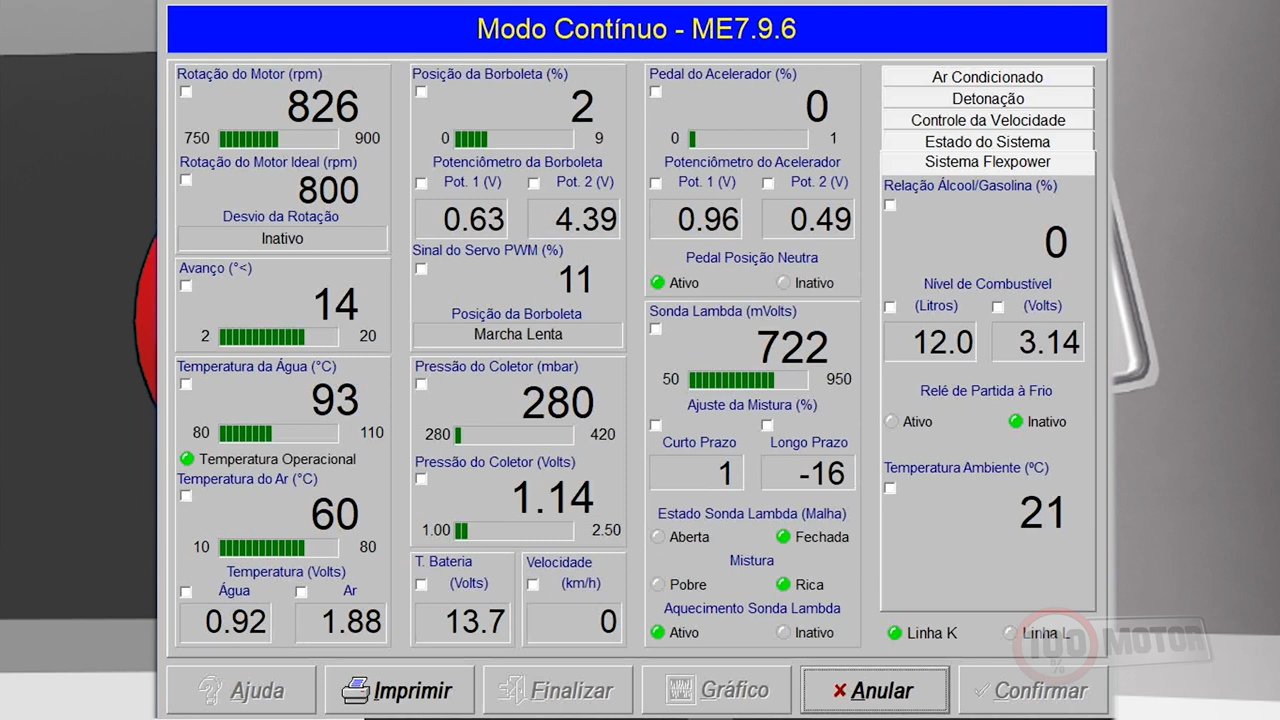 Modo Contínuo - ME7.9.6
Rotação do Motor (rpm)
826
750 900
Rotação do Motor Ideal (rpm)
800
Desvio da Rotação
Inativo
Avanço (°<)
14
2 20
Temperatura da Água (°C)
93
80 110
Temperatura Operacional
Temperatura do Ar (°C)
60
10 80
Temperatura (Volts)
Água Ar
0.92 1.88
Posição da Borboleta (%)
2
0 9
Potenciômetro da Borboleta
Pot. 1 (V) Pot. 2 (V)
0.63 4.39
Sinal do Servo PWM (%)
11
Posição da Borboleta
Marcha Lenta
Pressão do Coletor (mbar)
280
280 420
Pressão do Coletor (Volts)
1.14
1.00 2.50
T. Bateria
(Volts)
13.7
Velocidade
(km/h)
0
Pedal do Acelerador (%)
0
0 1
Potenciômetro do Acelerador
Pot. 1 (V) Pot. 2 (V)
0.96 0.49
Pedal Posição Neutra
Ativo Inativo
Sonda Lambda (mVolts)
722
50 950
Ajuste da Mistura (%)
Curto Prazo Longo Prazo
1 -16
Estado Sonda Lambda (Malha)
Aberta Fechada
Mistura
Pobre Rica
Aquecimento Sonda Lambda
Ativo Inativo
Ar Condicionado
Detonação
Controle da Velocidade
Estado do Sistema
Sistema Flexpower
Relação Álcool/Gasolina (%)
0
Nível de Combustível
(Litros) (Volts)
12.0 3.14
Relé de Partida à Frio
Ativo Inativo
Temperatura Ambiente (ºC)
21
Linha K Linha L
100% MOTOR
Ajuda Imprimir Finalizar Gráfico Anular Confirmar